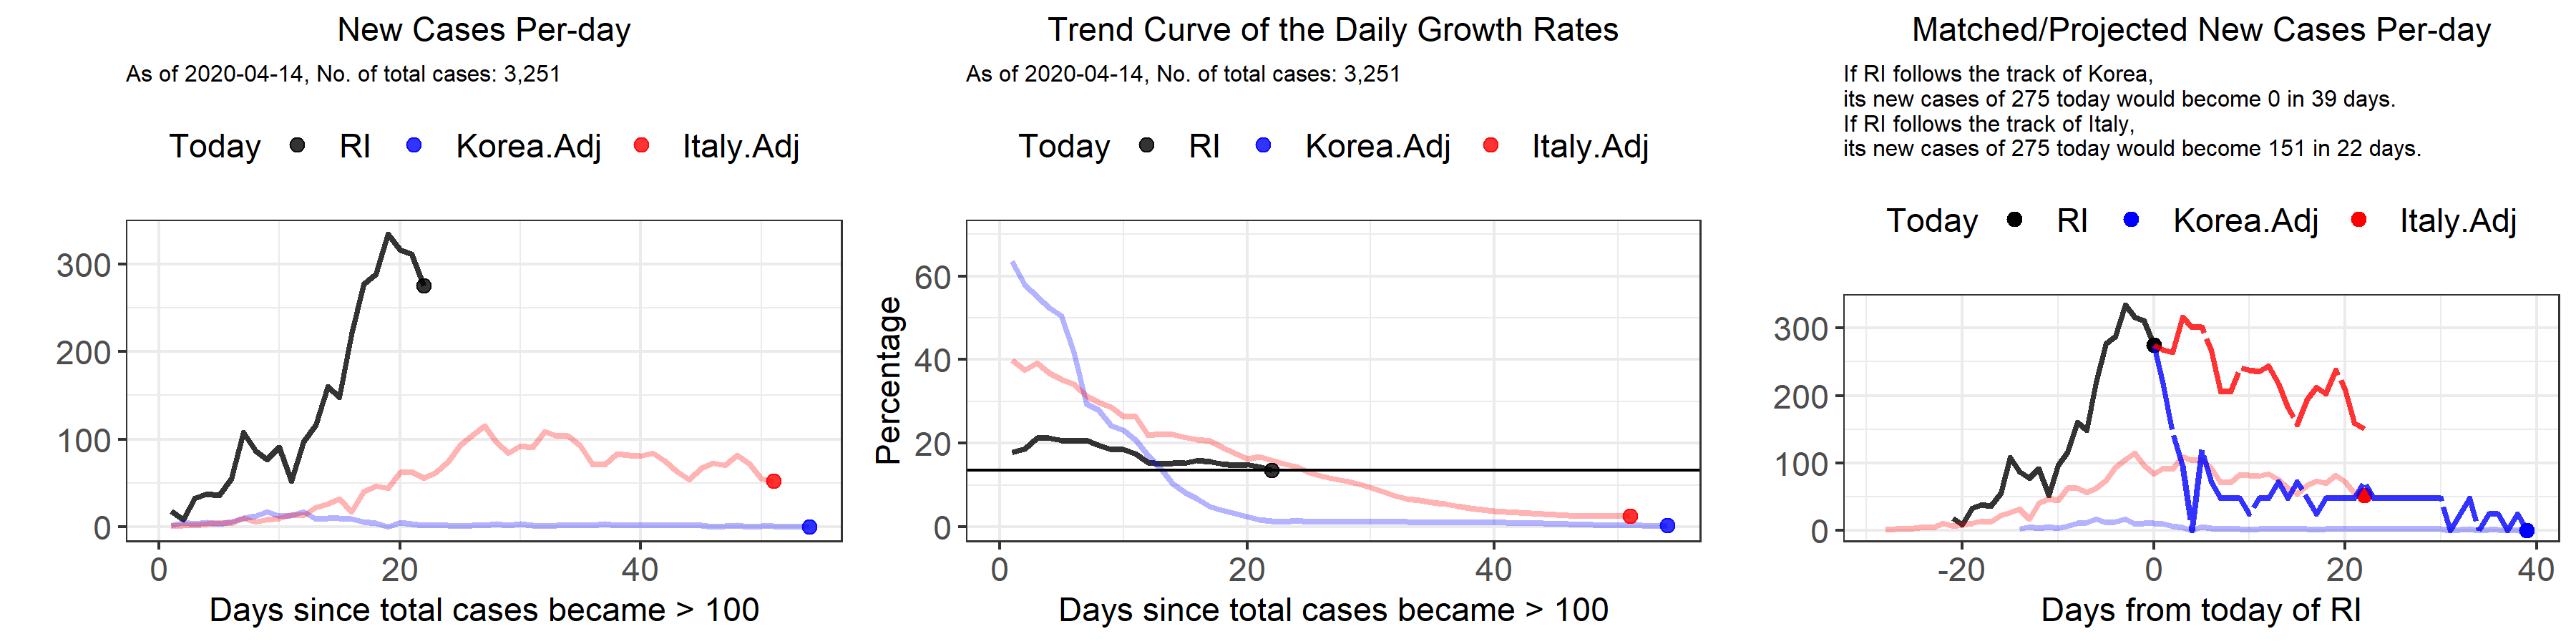 New Cases Per-day
As of 2020-04-14, No. of total cases: 3,251
Today RI Korea.Adj Italy.Adj
300
200
100
0
0 20 40
Days since total cases became > 100
Trend Curve of the Daily Growth Rates
As of 2020-04-14, No. of total cases: 3,251
Today RI Korea.Adj Italy.Adj
Percentage
60
40
20
0
0 20 40
Days since total cases became > 100
Matched/Projected New Cases Per-day
If RI follows the track of Korea,
its new cases of 275 today would become 0 in 39 days.
If RI follows the track of Italy,
its new cases of 275 today would become 151 in 22 days.
Today RI Korea.Adj Italy.Adj
300
200
100
0
-20 0 20 40
Days from today of RI